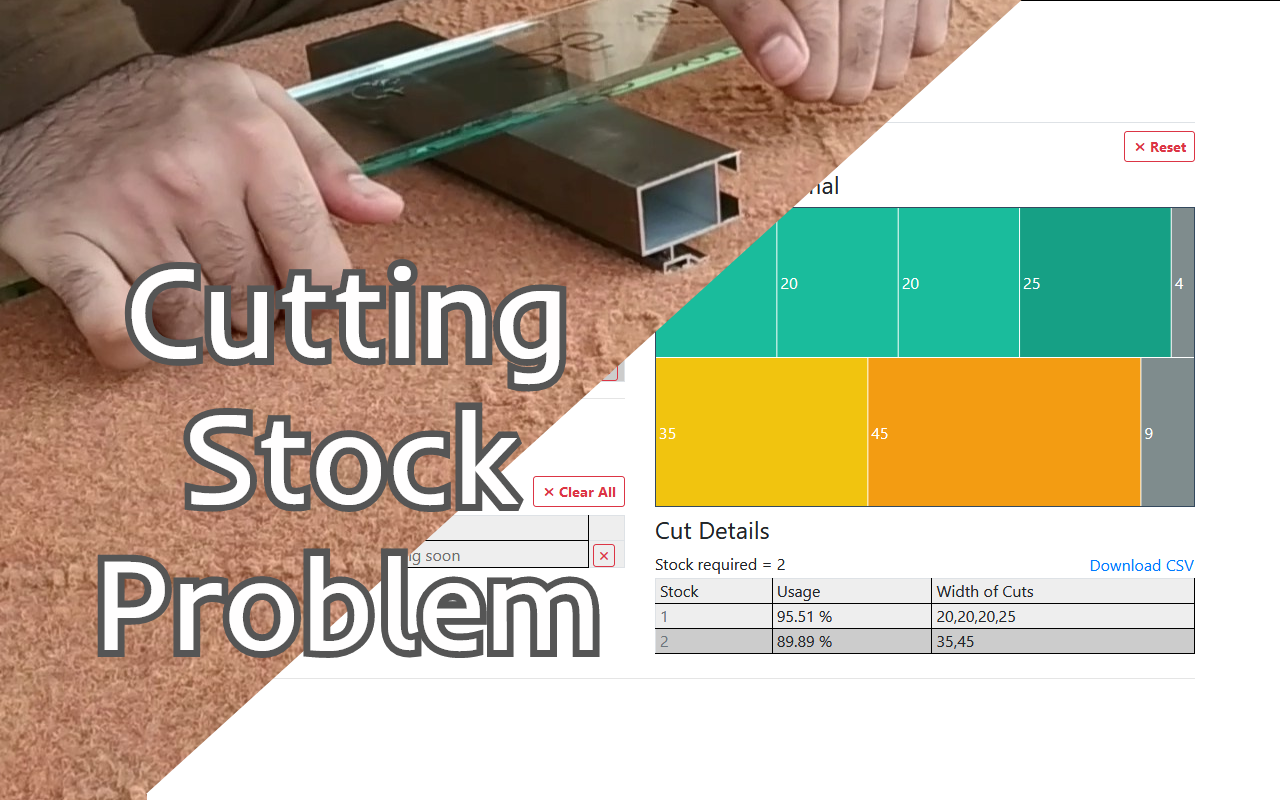 Cutting
Stock
Problem
✕ Reset
20
20
25
4
35
45
9
✕ Clear All
soon
Cut Details
Stock required = 2
Download CSV
Stock Usage Width of Cuts
1 95.51 % 20,20,20,25
2 89.89 % 35,45